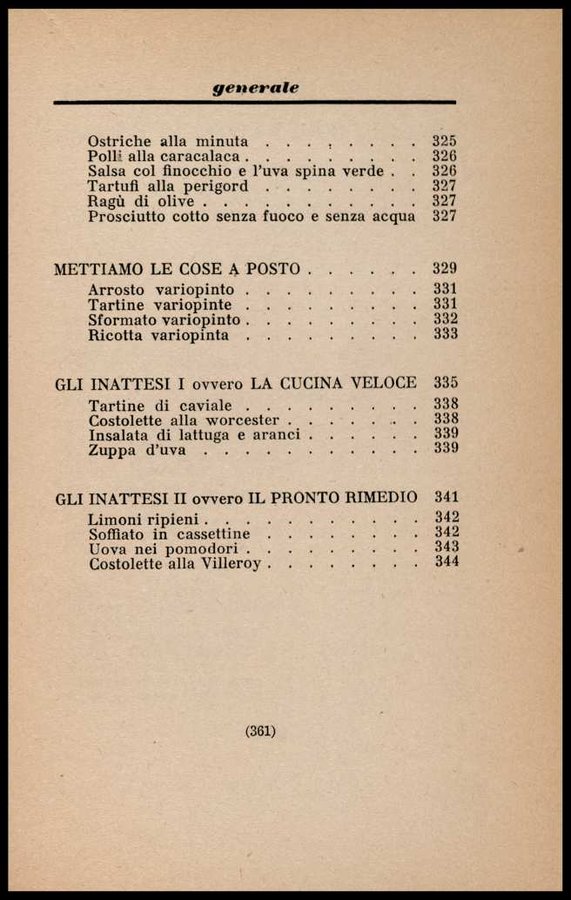 generale
Ostriche alla minuta . . . . . . . . 325
Polli alla caracalaca . . . . . . . . . 326
Salsa col finocchio e l'uva spina verde . . 326
Tartufi alla perigord . . . . . . . . 327
Ragù di olive . . . . . . . . . . . 327
Prosciutto cotto senza fuoco e senza acqua 327
METTIAMO LE COSE A POSTO . . . . . . 329
Arrosto variopinto . . . . . . . . . 331
Tartine variopinte . . . . . . . . . 331
Sformato variopinto . . . . . . . . . 332
Ricotta variopinta . . . . . . . . . 333
GLI INATTESI I ovvero LA CUCINA VELOCE 335
Tartine di caviale . . . . . . . . . 338
Costolette alla worcester . . . . . . . 338
Insalata di lattuga e aranci . . . . . . 339
Zuppa d'uva . . . . . . . . . . . 339
GLI INATTESI II ovvero IL PRONTO RIMEDIO 341
Limoni ripieni . . . . . . . . . . . 342
Soffiato in cassettine . . . . . . . . 342
Uova nei pomodori . . . . . . . . . 343
Costolette alla Villeroy . . . . . . . . 344
(361)